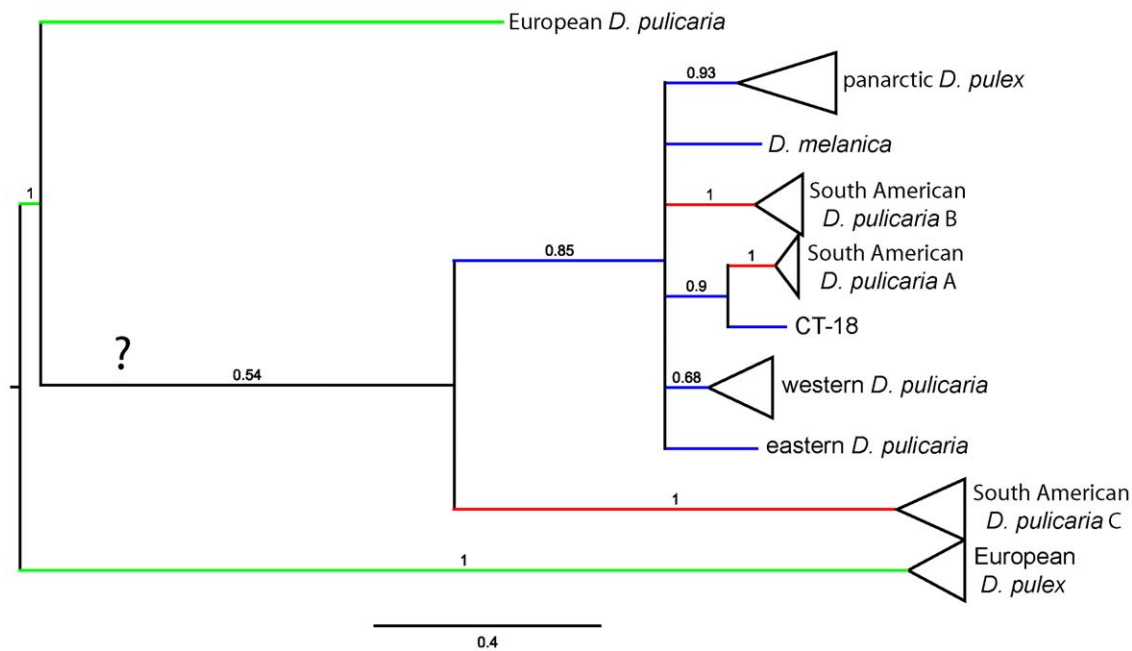 European D. pulicaria
0.93
panarctic D. pulex
D. melanica
1
1
South American
D. pulicaria B
0.85
South American
1
D. pulicaria A
0.9
CT-18
?
0.54
0.68
western D. pulicaria
eastern D. pulicaria
1
South American
D. pulicaria C
1
European
D. pulex
0.4